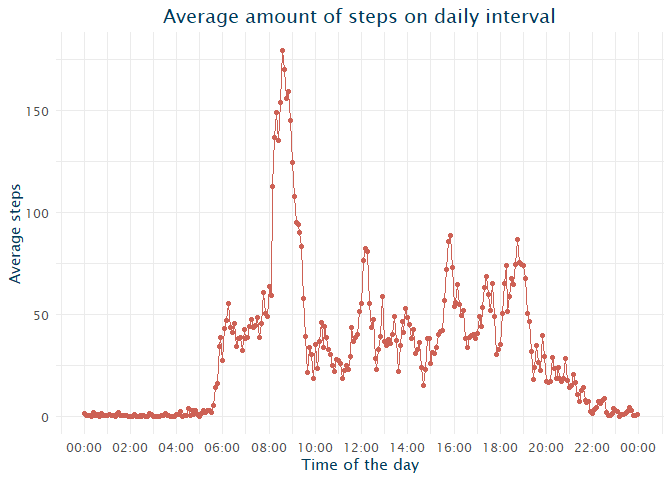 Average amount of steps on daily interval
Average steps
150
100
50
0
00:00 02:00 04:00 06:00 08:00 10:00 12:00 14:00 16:00 18:00 20:00 22:00 00:00
Time of the day